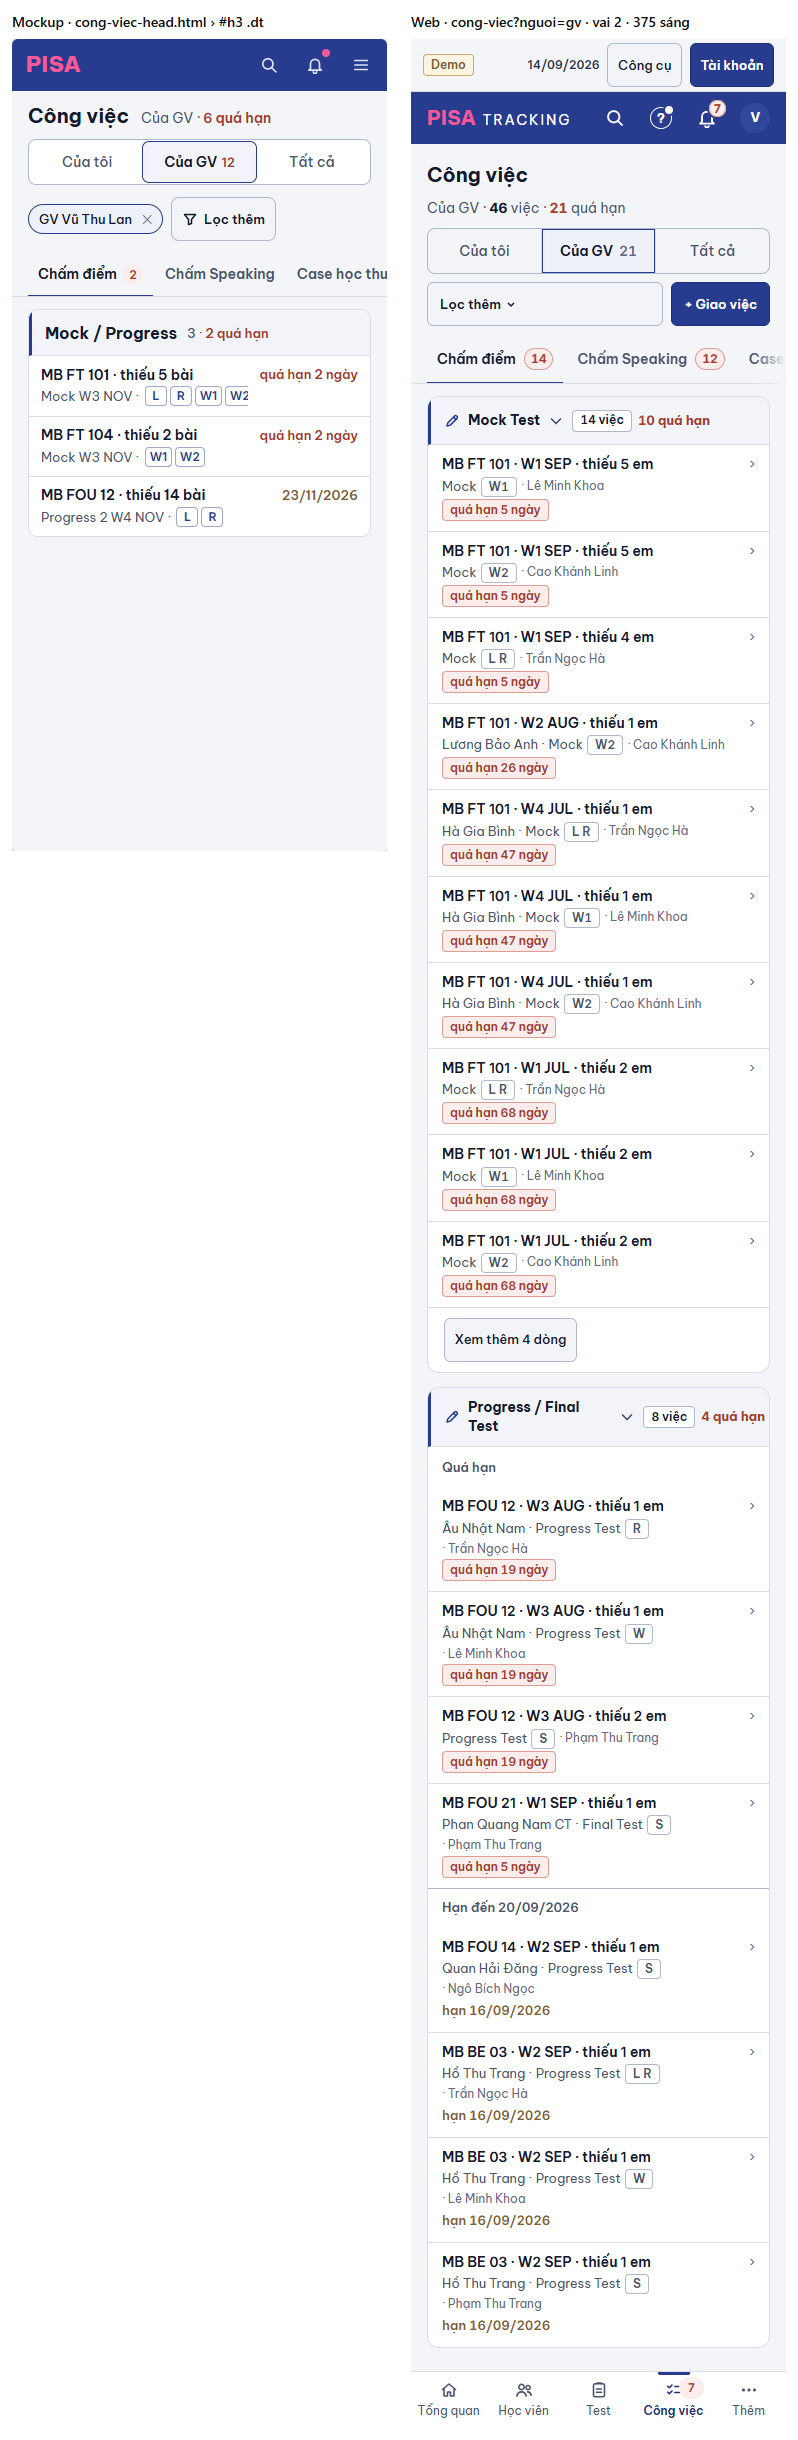 Mockup · cong-viec-head.html › #h3 .dt
PISA
Công việc Của GV · 6 quá hạn
Của tôi Của GV 12 Tất cả
GV Vũ Thu Lan × Lọc thêm
Chấm điểm 2 Chấm Speaking Case học thu
Mock / Progress 3 · 2 quá hạn
MB FT 101 · thiếu 5 bài quá hạn 2 ngày
Mock W3 NOV · L R W1 W2
MB FT 104 · thiếu 2 bài quá hạn 2 ngày
Mock W3 NOV · W1 W2
MB FOU 12 · thiếu 14 bài 23/11/2026
Progress 2 W4 NOV · L R
Web · cong-viec?nguoi=gv · vai 2 · 375 sáng
Demo 14/09/2026 Công cụ Tài khoản
PISA TRACKING ? 7 V
Công việc
Của GV · 46 việc · 21 quá hạn
Của tôi Của GV 21 Tất cả
Lọc thêm + Giao việc
Chấm điểm 14 Chấm Speaking 12 Case
Mock Test 14 việc 10 quá hạn
MB FT 101 · W1 SEP · thiếu 5 em ›
Mock W1 · Lê Minh Khoa
quá hạn 5 ngày
MB FT 101 · W1 SEP · thiếu 5 em ›
Mock W2 · Cao Khánh Linh
quá hạn 5 ngày
MB FT 101 · W1 SEP · thiếu 4 em ›
Mock L R · Trần Ngọc Hà
quá hạn 5 ngày
MB FT 101 · W2 AUG · thiếu 1 em ›
Lương Bảo Anh · Mock W2 · Cao Khánh Linh
quá hạn 26 ngày
MB FT 101 · W4 JUL · thiếu 1 em ›
Hà Gia Bình · Mock L R · Trần Ngọc Hà
quá hạn 47 ngày
MB FT 101 · W4 JUL · thiếu 1 em ›
Hà Gia Bình · Mock W1 · Lê Minh Khoa
quá hạn 47 ngày
MB FT 101 · W4 JUL · thiếu 1 em ›
Hà Gia Bình · Mock W2 · Cao Khánh Linh
quá hạn 47 ngày
MB FT 101 · W1 JUL · thiếu 2 em ›
Mock L R · Trần Ngọc Hà
quá hạn 68 ngày
MB FT 101 · W1 JUL · thiếu 2 em ›
Mock W1 · Lê Minh Khoa
quá hạn 68 ngày
MB FT 101 · W1 JUL · thiếu 2 em ›
Mock W2 · Cao Khánh Linh
quá hạn 68 ngày
Xem thêm 4 dòng
Progress / Final Test 8 việc 4 quá hạn
Quá hạn
MB FOU 12 · W3 AUG · thiếu 1 em ›
Âu Nhật Nam · Progress Test R
· Trần Ngọc Hà
quá hạn 19 ngày
MB FOU 12 · W3 AUG · thiếu 1 em ›
Âu Nhật Nam · Progress Test W
· Lê Minh Khoa
quá hạn 19 ngày
MB FOU 12 · W3 AUG · thiếu 2 em ›
Progress Test S · Phạm Thu Trang
quá hạn 19 ngày
MB FOU 21 · W1 SEP · thiếu 1 em ›
Phan Quang Nam CT · Final Test S
· Phạm Thu Trang
quá hạn 5 ngày
Hạn đến 20/09/2026
MB FOU 14 · W2 SEP · thiếu 1 em ›
Quan Hải Đăng · Progress Test S
· Ngô Bích Ngọc
hạn 16/09/2026
MB BE 03 · W2 SEP · thiếu 1 em ›
Hồ Thu Trang · Progress Test L R
· Trần Ngọc Hà
hạn 16/09/2026
MB BE 03 · W2 SEP · thiếu 1 em ›
Hồ Thu Trang · Progress Test W
· Lê Minh Khoa
hạn 16/09/2026
MB BE 03 · W2 SEP · thiếu 1 em ›
Hồ Thu Trang · Progress Test S
· Phạm Thu Trang
hạn 16/09/2026
7
Tổng quan Học viên Test Công việc Thêm